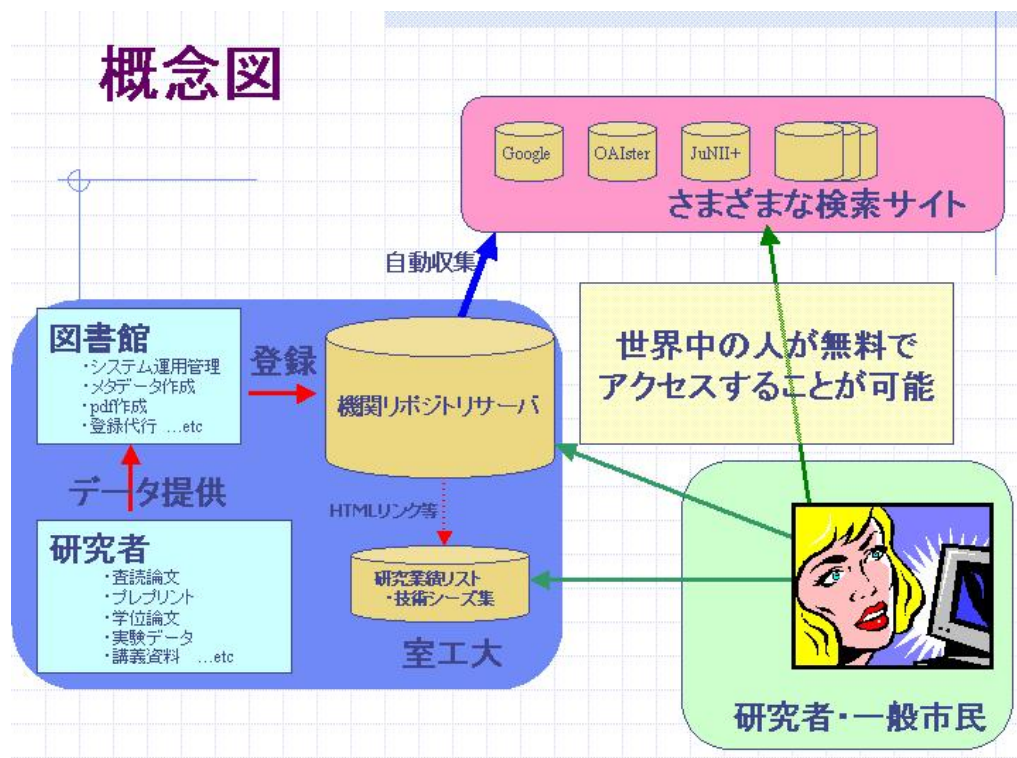 概念図
Google
OAIster
JuNII+
さまざまな検索サイト
自動収集
世界中の人が無料で
アクセスすることが可能
図書館
・システム運用管理
・メタデータ作成
・pdf作成
・登録代行 …etc
登録
機関リポジトリサーバ
データ提供
HTMLリンク等
研究者
・査読論文
・プレプリント
・学位論文
・実験データ
・講義資料 …etc
研究業績リスト
・技術シーズ集
室工大
研究者・一般市民